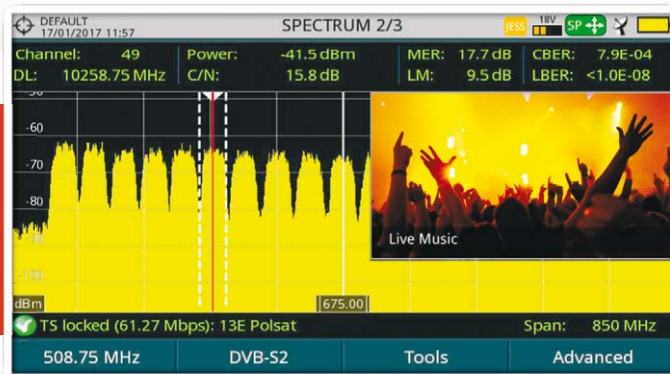 DEFAULT
17/01/2017 11:57
SPECTRUM 2/3
JESS
18V
SP
Channel: 49
Power: -41.5 dBm
MER: 17.7 dB
CBER: 7.9E-04
DL: 10258.75 MHz
C/N: 15.8 dB
LM: 9.5 dB
LBER: <1.0E-08
-50
-60
-70
-80
-90
-100
Live Music
dBm
675.00
TS locked (61.27 Mbps): 13E Polsat
Span: 850 MHz
508.75 MHz
DVB-S2
Tools
Advanced